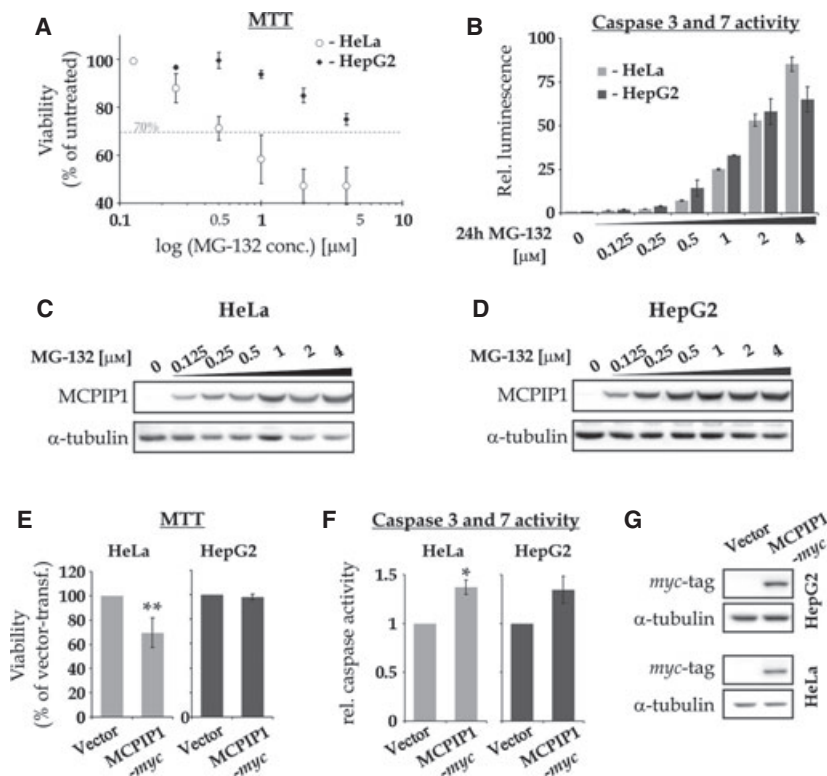 A
MTT
- HeLa
- HepG2
Viability
(% of untreated)
100
80
60
40
70%
0.1
0.5
1
5
10
log (MG-132 conc.) [μM]
B
Caspase 3 and 7 activity
- HeLa
- HepG2
Rel. luminescence
100
75
50
25
0
24h MG-132
[μM]
0 0.125 0.25 0.5 1 2 4
C
HeLa
MG-132 [μM] 0 0.125 0.25 0.5 1 2 4
MCPIP1
α-tubulin
D
HepG2
MG-132 [μM] 0 0.125 0.25 0.5 1 2 4
MCPIP1
α-tubulin
E
MTT
HeLa HepG2
Viability
(% of vector-transf.)
120
100
80
60
40
20
0
**
0
Vector MCPIP1
-myc
Vector MCPIP1
-myc
F
Caspase 3 and 7 activity
HeLa HepG2
rel. caspase activity
1.5
1
0.5
0
*
0
Vector MCPIP1
-myc
Vector MCPIP1
-myc
G
Vector MCPIP1
-myc
myc-tag
α-tubulin
HepG2
myc-tag
α-tubulin
HeLa